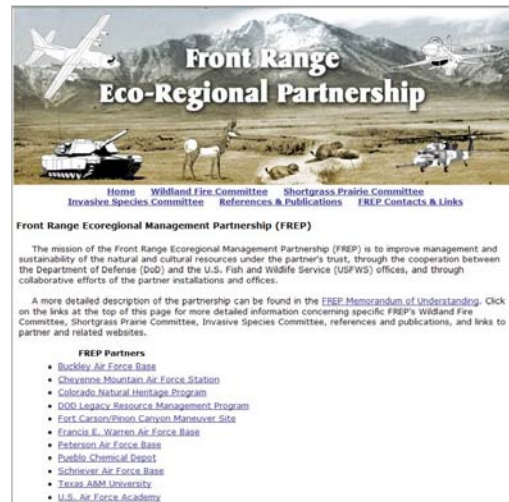 Front Range
Eco-Regional Partnership
Home Wildland Fire Committee Shortgrass Prairie Committee
Invasive Species Committee References & Publications FREP Contacts & Links
Front Range Ecoregional Management Partnership (FREP)
The mission of the Front Range Ecoregional Management Partnership (FREP) is to improve management and
sustainability of the natural and cultural resources under the partner's trust, through the cooperation between
the Department of Defense (DoD) and the U.S. Fish and Wildlife Service (USFWS) offices, and through
collaborative efforts of the partner installations and offices.
A more detailed description of the partnership can be found in the FREP Memorandum of Understanding. Click
on the links at the top of this page for more detailed information concerning specific FREP's Wildland Fire
Committee, Shortgrass Prairie Committee, Invasive Species Committee, references and publications, and links to
partner and related websites.
FREP Partners
• Buckley Air Force Base
• Cheyenne Mountain Air Force Station
• Colorado Natural Heritage Program
• DOD Legacy Resource Management Program
• Fort Carson/Pinon Canyon Maneuver Site
• Francis E. Warren Air Force Base
• Peterson Air Force Base
• Pueblo Chemical Depot
• Schriever Air Force Base
• Texas A&M University
• U.S. Air Force Academy